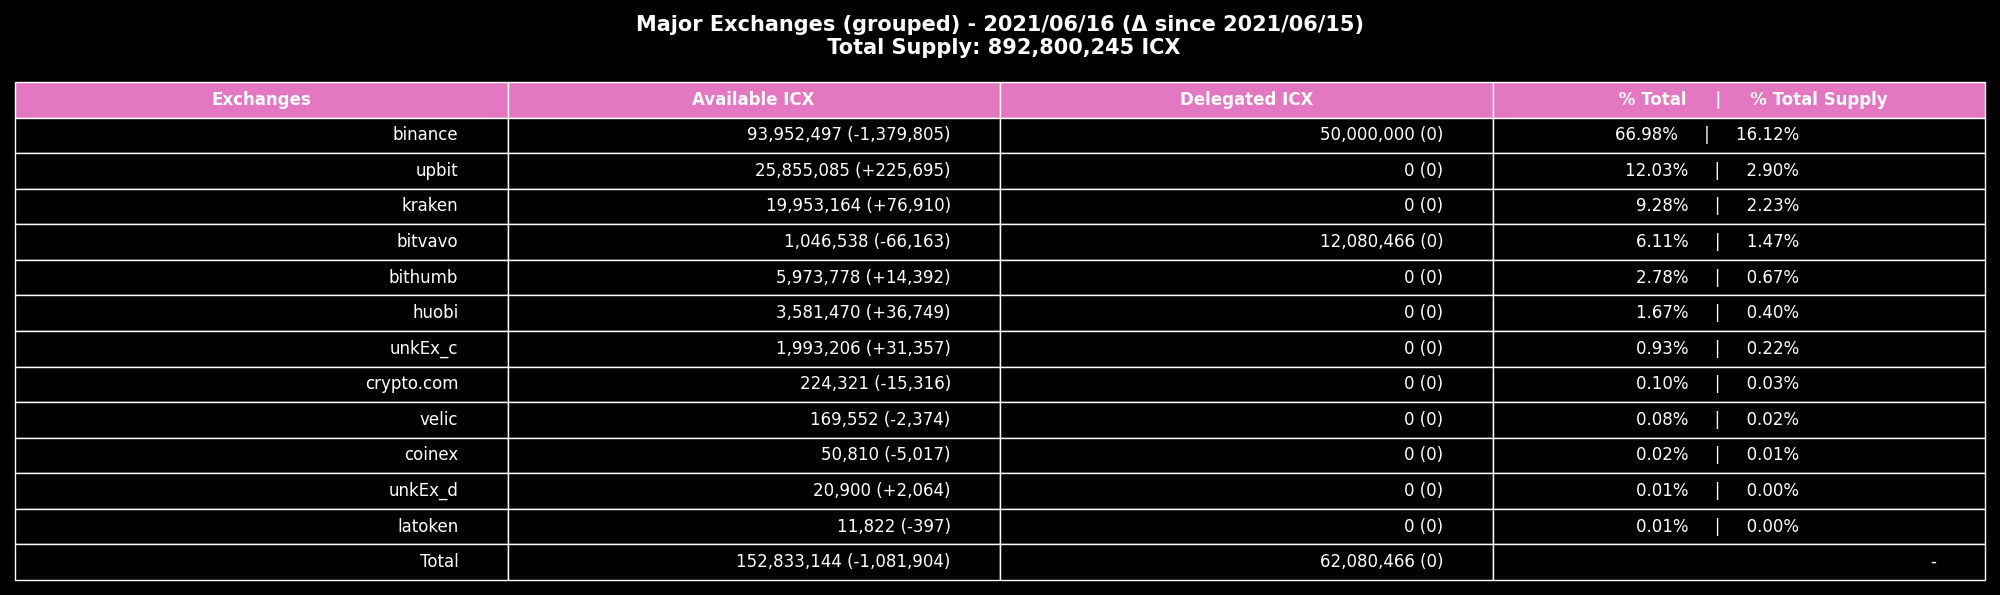 Major Exchanges (grouped) - 2021/06/16 (Δ since 2021/06/15)
Total Supply: 892,800,245 ICX
Exchanges Available ICX Delegated ICX % Total | % Total Supply
binance 93,952,497 (-1,379,805) 50,000,000 (0) 66.98% | 16.12%
upbit 25,855,085 (+225,695) 0 (0) 12.03% | 2.90%
kraken 19,953,164 (+76,910) 0 (0) 9.28% | 2.23%
bitvavo 1,046,538 (-66,163) 12,080,466 (0) 6.11% | 1.47%
bithumb 5,973,778 (+14,392) 0 (0) 2.78% | 0.67%
huobi 3,581,470 (+36,749) 0 (0) 1.67% | 0.40%
unkEx_c 1,993,206 (+31,357) 0 (0) 0.93% | 0.22%
crypto.com 224,321 (-15,316) 0 (0) 0.10% | 0.03%
velic 169,552 (-2,374) 0 (0) 0.08% | 0.02%
coinex 50,810 (-5,017) 0 (0) 0.02% | 0.01%
unkEx_d 20,900 (+2,064) 0 (0) 0.01% | 0.00%
latoken 11,822 (-397) 0 (0) 0.01% | 0.00%
Total 152,833,144 (-1,081,904) 62,080,466 (0) -